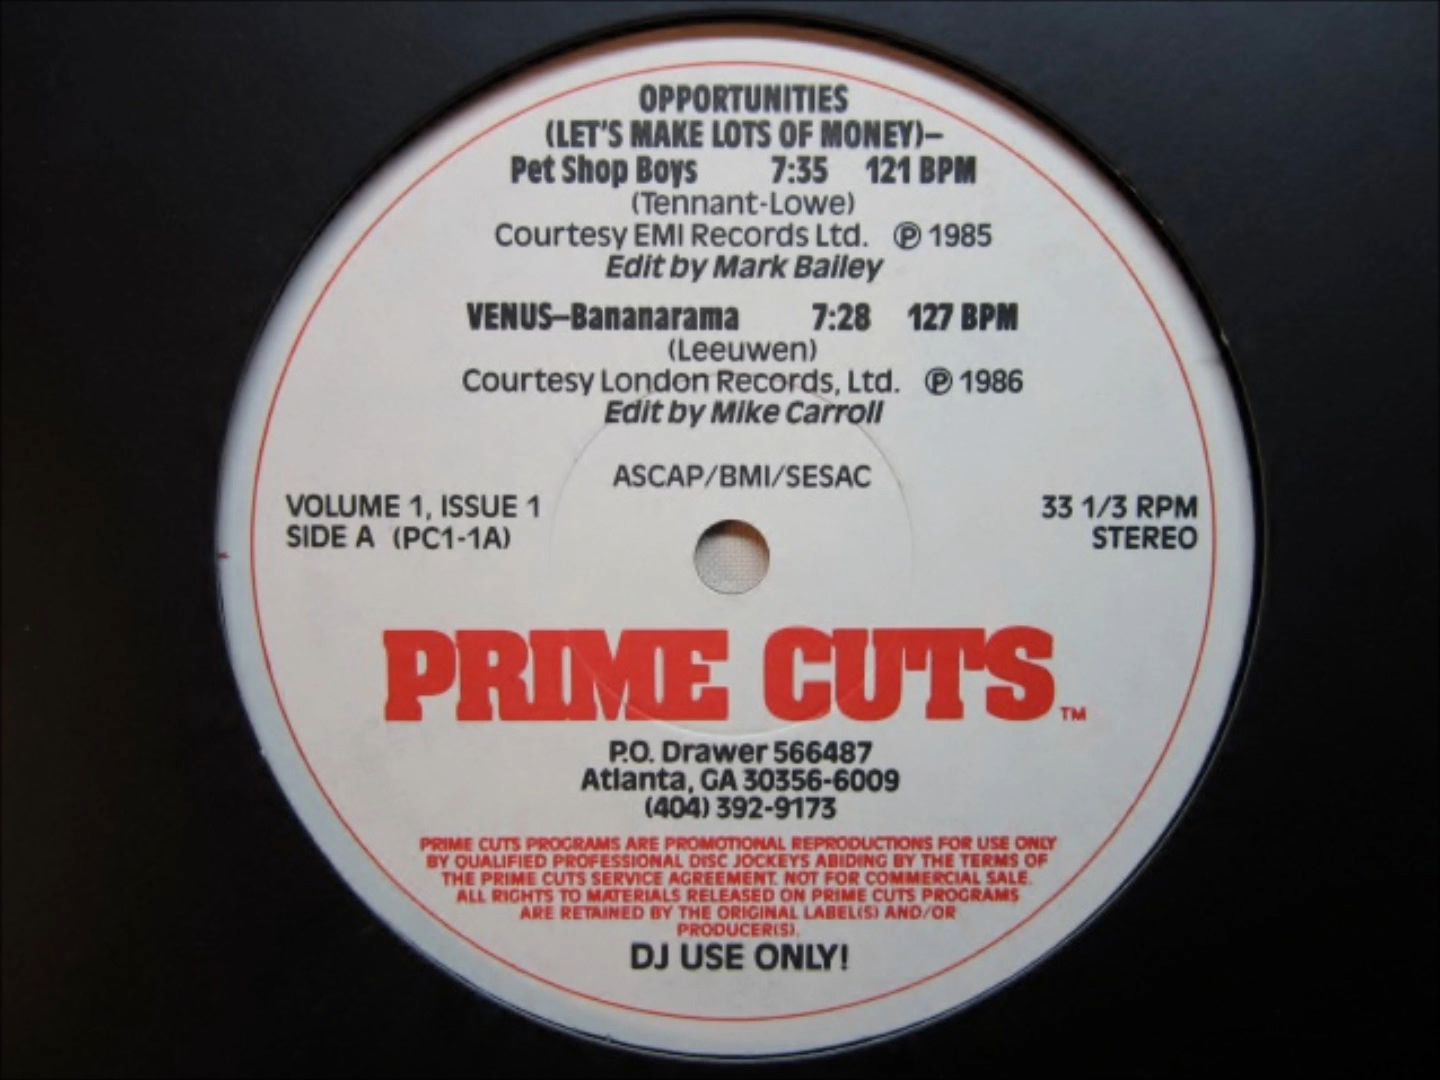 OPPORTUNITIES
(LET'S MAKE LOTS OF MONEY)—
Pet Shop Boys 7:35 121 BPM
(Tennant-Lowe)
Courtesy EMI Records Ltd. ℗ 1985
Edit by Mark Bailey
VENUS—Bananarama 7:28 127 BPM
(Leeuwen)
Courtesy London Records, Ltd. ℗ 1986
Edit by Mike Carroll
ASCAP/BMI/SESAC
VOLUME 1, ISSUE 1 33 1/3 RPM
SIDE A (PC1-1A) STEREO
PRIME CUTS™
P.O. Drawer 566487
Atlanta, GA 30356-6009
(404) 392-9173
PRIME CUTS PROGRAMS ARE PROMOTIONAL REPRODUCTIONS FOR USE ONLY
BY QUALIFIED PROFESSIONAL DISC JOCKEYS ABIDING BY THE TERMS OF
THE PRIME CUTS SERVICE AGREEMENT. NOT FOR COMMERCIAL SALE.
ALL RIGHTS TO MATERIALS RELEASED ON PRIME CUTS PROGRAMS
ARE RETAINED BY THE ORIGINAL LABEL(S) AND/OR
PRODUCER(S).
DJ USE ONLY!